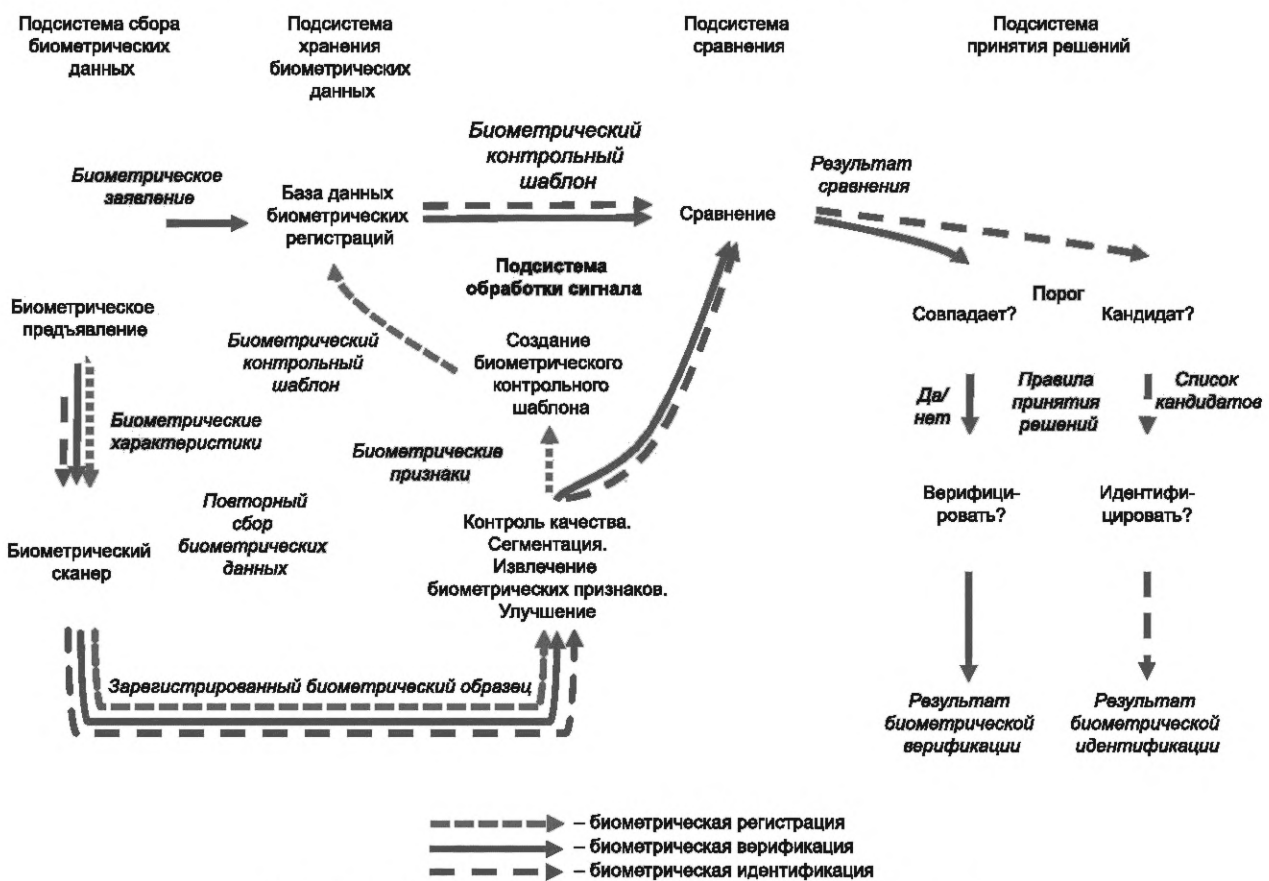 Подсистема сбора
биометрических
данных
Подсистема
хранения
биометрических
данных
Подсистема
сравнения
Подсистема
принятия решений
Биометрическое
заявление
База данных
биометрических
регистраций
Биометрический
контрольный
шаблон
Сравнение
Результат
сравнения
Подсистема
обработки сигнала
Биометрическое
предъявление
Биометрический
контрольный
шаблон
Создание
биометрического
контрольного
шаблона
Совпадает?
Порог
Кандидат?
Биометрические
характеристики
Биометрические
признаки
Да/
нет
Правила
принятия
решений
Список
кандидатов
Биометрический
сканер
Повторный
сбор
биометрических
данных
Контроль качества.
Сегментация.
Извлечение
биометрических признаков.
Улучшение
Верифици-
ровать?
Идентифи-
цировать?
Зарегистрированный биометрический образец
Результат
биометрической
верификации
Результат
биометрической
идентификации
– биометрическая регистрация
– биометрическая верификация
– биометрическая идентификация